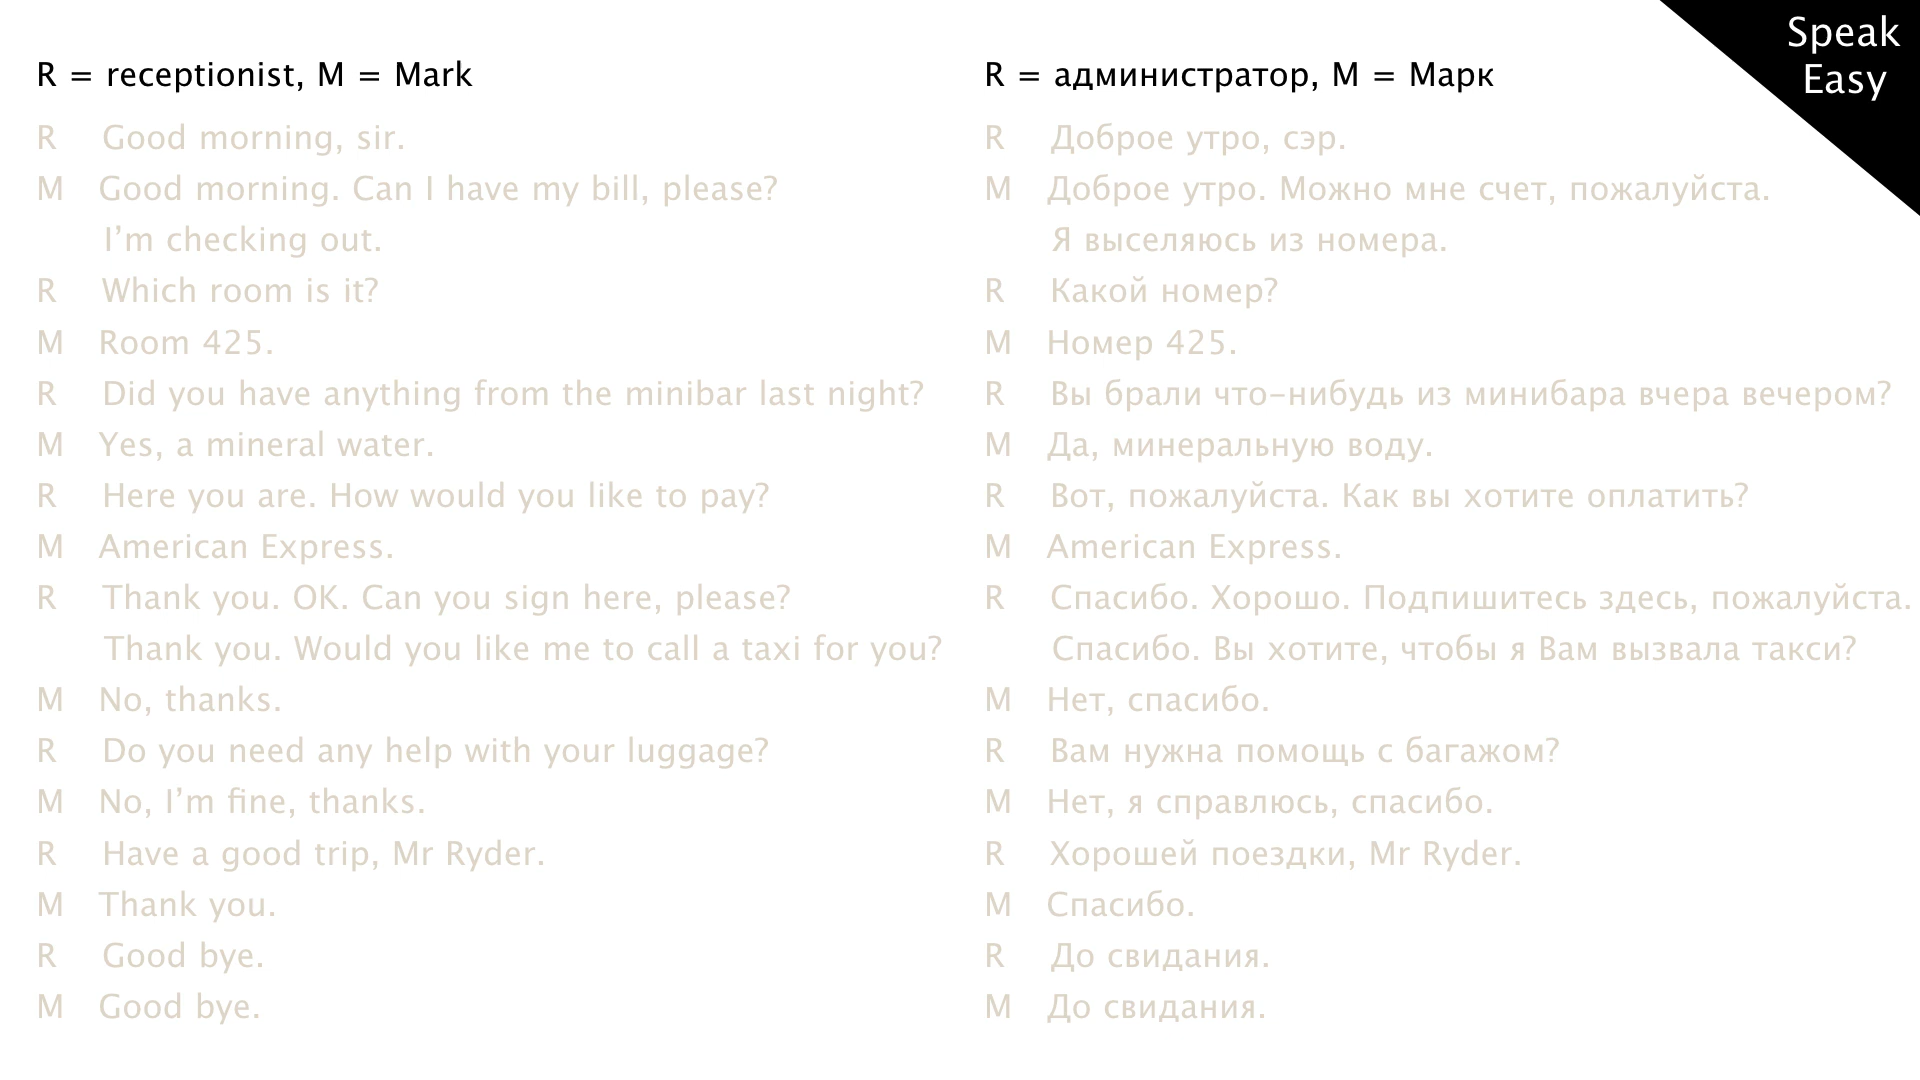 R = receptionist, M = Mark
R Good morning, sir.
M Good morning. Can I have my bill, please?
I’m checking out.
R Which room is it?
M Room 425.
R Did you have anything from the minibar last night?
M Yes, a mineral water.
R Here you are. How would you like to pay?
M American Express.
R Thank you. OK. Can you sign here, please?
Thank you. Would you like me to call a taxi for you?
M No, thanks.
R Do you need any help with your luggage?
M No, I’m fine, thanks.
R Have a good trip, Mr Ryder.
M Thank you.
R Good bye.
M Good bye.
R = администратор, M = Марк
R Доброе утро, сэр.
M Доброе утро. Можно мне счет, пожалуйста.
Я выселяюсь из номера.
R Какой номер?
M Номер 425.
R Вы брали что-нибудь из минибара вчера вечером?
M Да, минеральную воду.
R Вот, пожалуйста. Как вы хотите оплатить?
M American Express.
R Спасибо. Хорошо. Подпишитесь здесь, пожалуйста.
Спасибо. Вы хотите, чтобы я Вам вызвала такси?
M Нет, спасибо.
R Вам нужна помощь с багажом?
M Нет, я справлюсь, спасибо.
R Хорошей поездки, Mr Ryder.
M Спасибо.
R До свидания.
M До свидания.
Speak
Easy